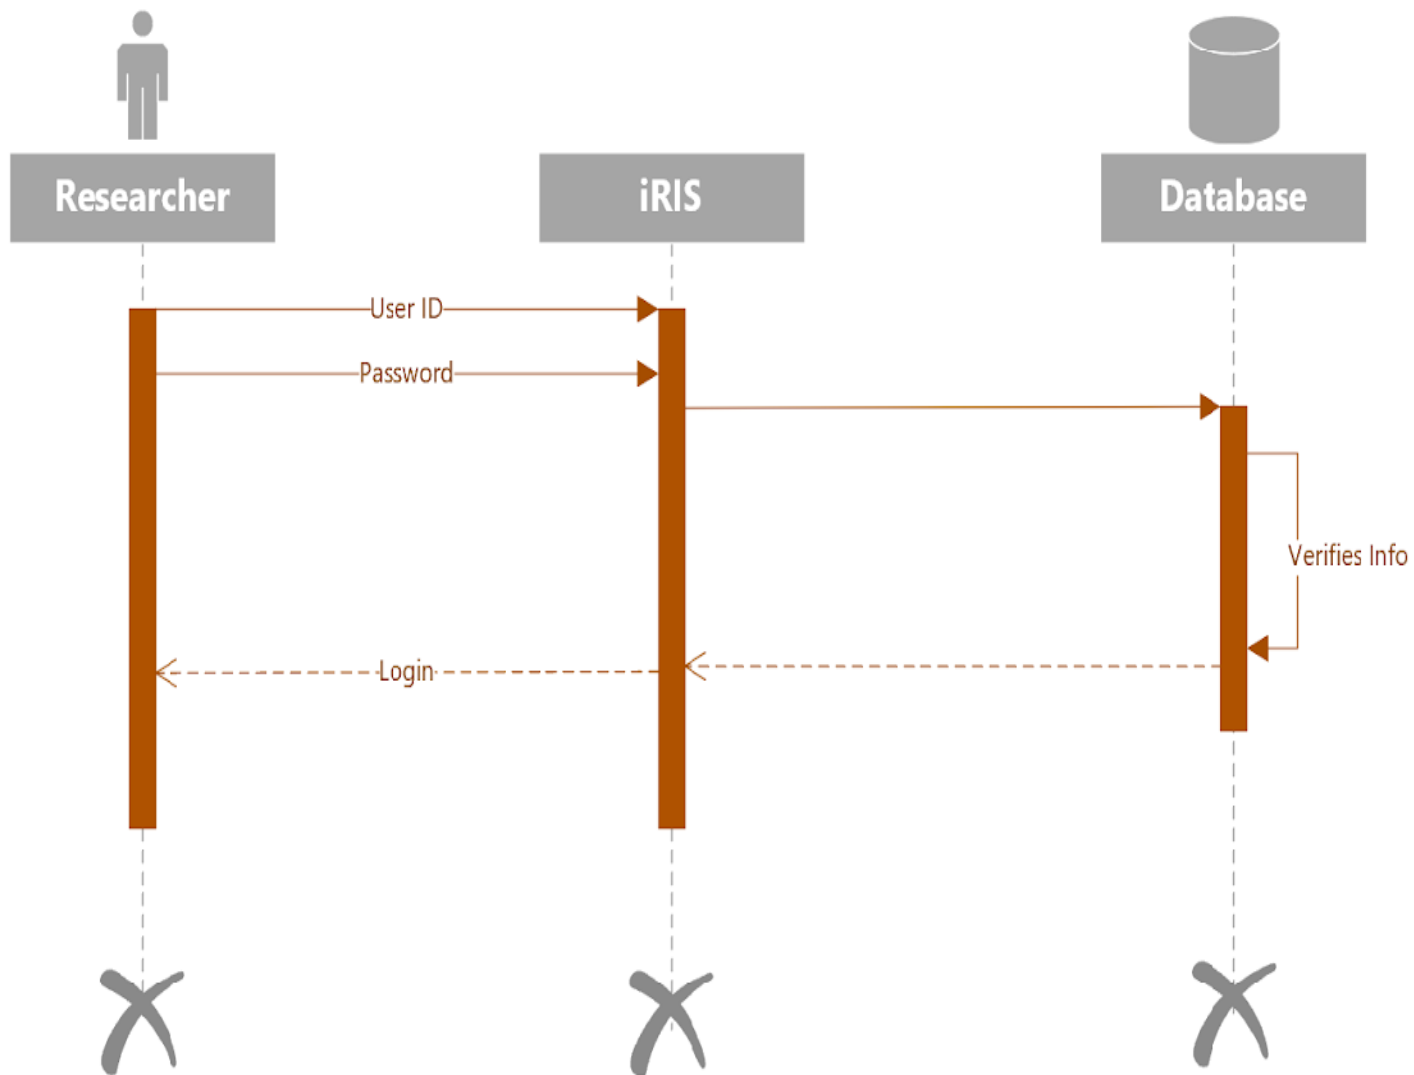 Researcher
iRIS
Database
User ID
Password
Verifies Info
Login